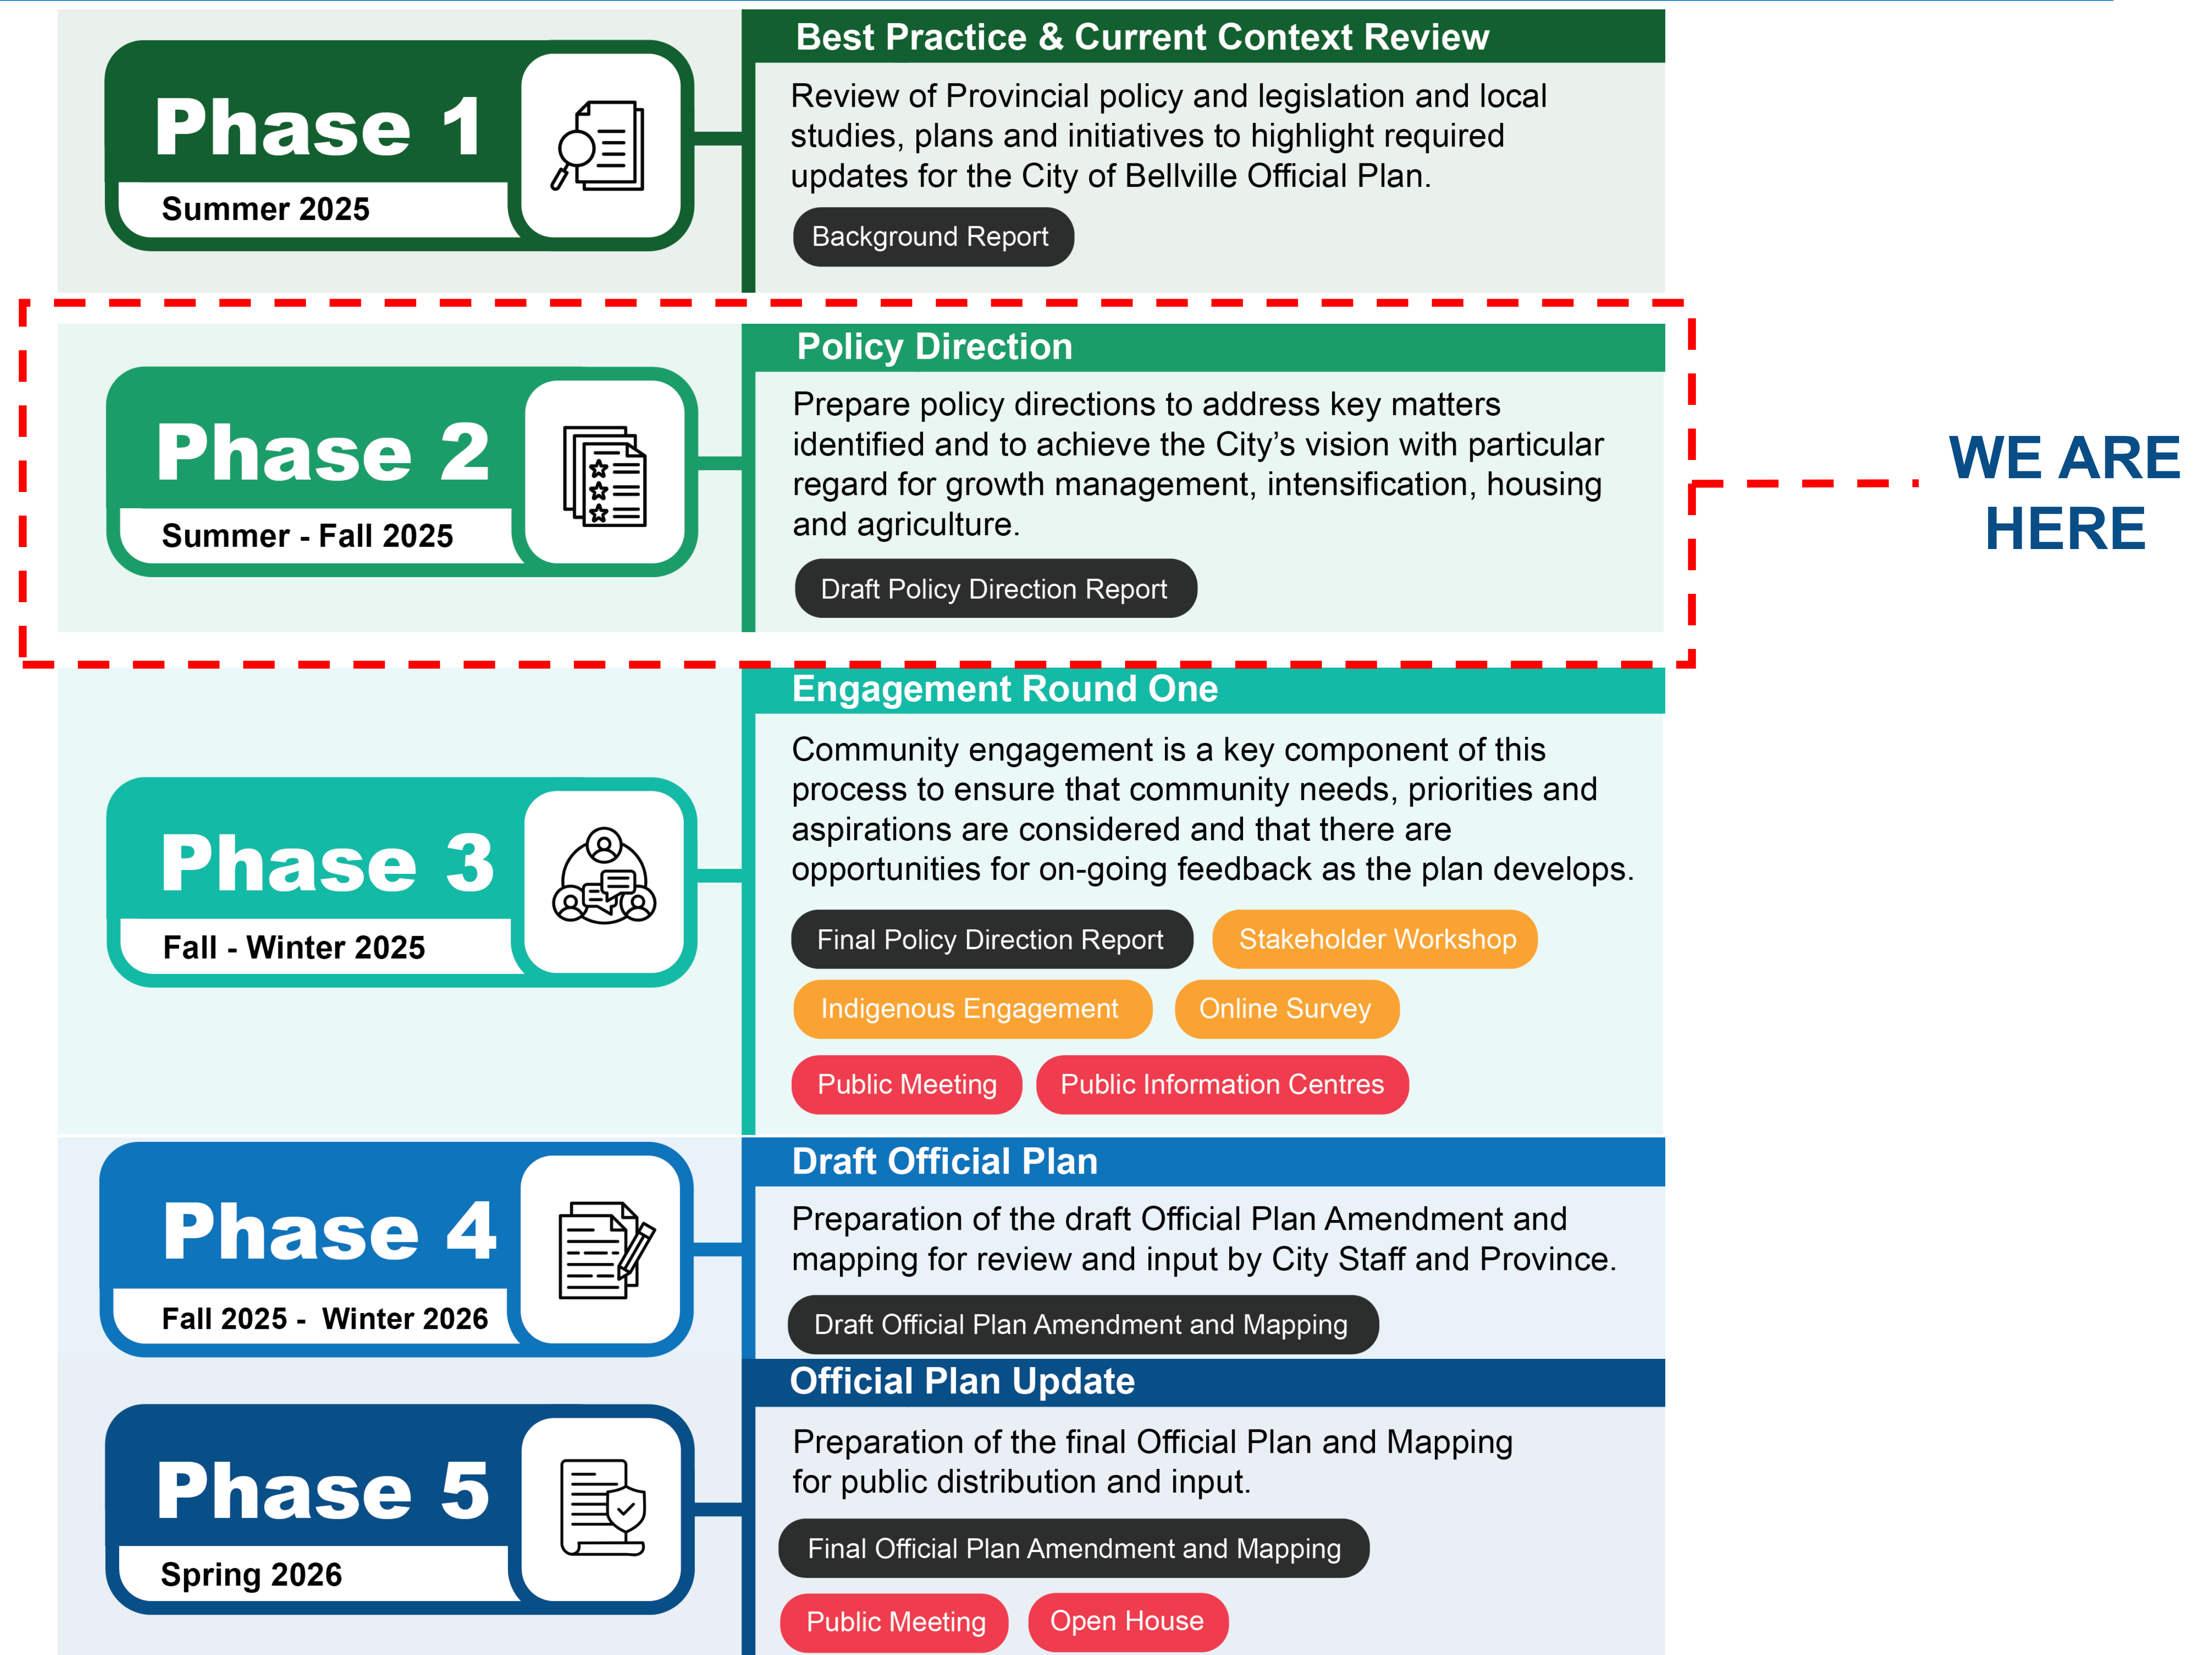 Best Practice & Current Context Review
Phase 1
Summer 2025
Review of Provincial policy and legislation and local
studies, plans and initiatives to highlight required
updates for the City of Bellville Official Plan.
Background Report
Policy Direction
Phase 2
Summer - Fall 2025
Prepare policy directions to address key matters
identified and to achieve the City’s vision with particular
regard for growth management, intensification, housing
and agriculture.
Draft Policy Direction Report
WE ARE
HERE
Engagement Round One
Phase 3
Fall - Winter 2025
Community engagement is a key component of this
process to ensure that community needs, priorities and
aspirations are considered and that there are
opportunities for on-going feedback as the plan develops.
Final Policy Direction Report
Stakeholder Workshop
Indigenous Engagement
Online Survey
Public Meeting
Public Information Centres
Draft Official Plan
Phase 4
Fall 2025 - Winter 2026
Preparation of the draft Official Plan Amendment and
mapping for review and input by City Staff and Province.
Draft Official Plan Amendment and Mapping
Official Plan Update
Phase 5
Spring 2026
Preparation of the final Official Plan and Mapping
for public distribution and input.
Final Official Plan Amendment and Mapping
Public Meeting
Open House